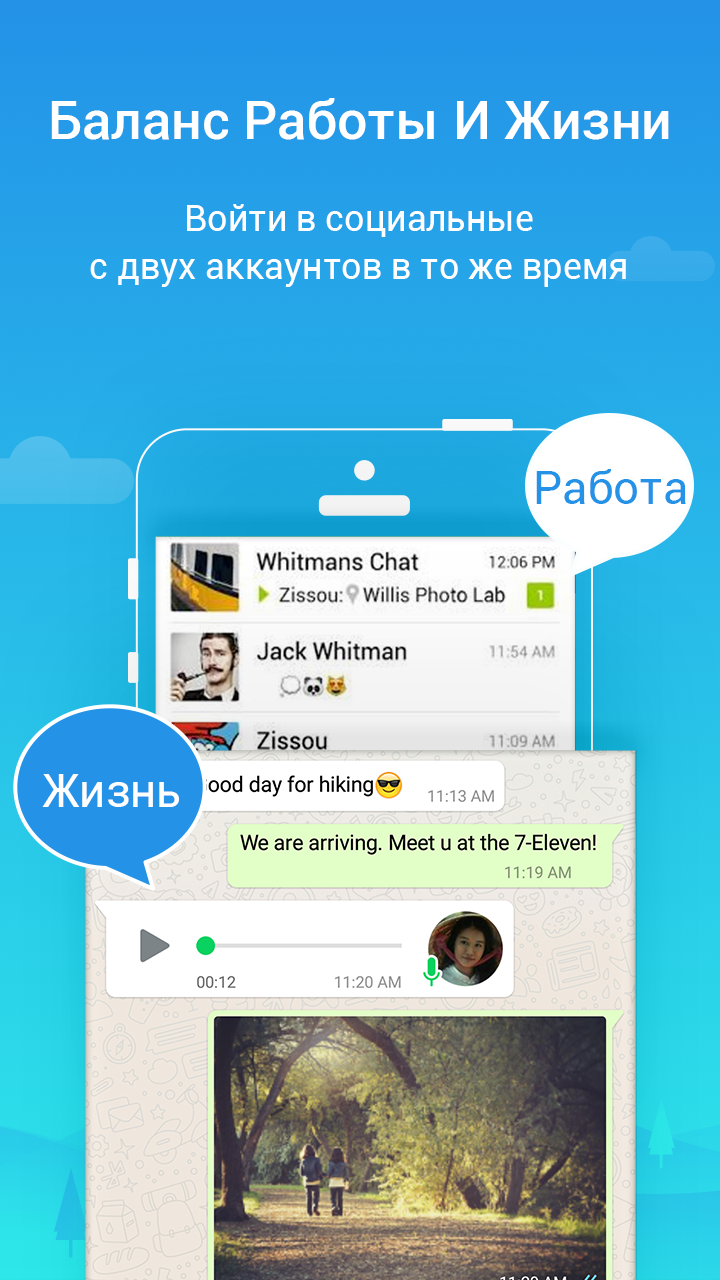 Баланс Работы И Жизни
Войти в социальные
с двух аккаунтов в то же время
Работа
Whitmans Chat 12:06 PM
Zissou: Willis Photo Lab 1
Jack Whitman 11:54 AM
💭🐼😻
Zissou 11:09 AM
Жизнь
ood day for hiking😎 11:13 AM
We are arriving. Meet u at the 7-Eleven!
11:19 AM
00:12 11:20 AM